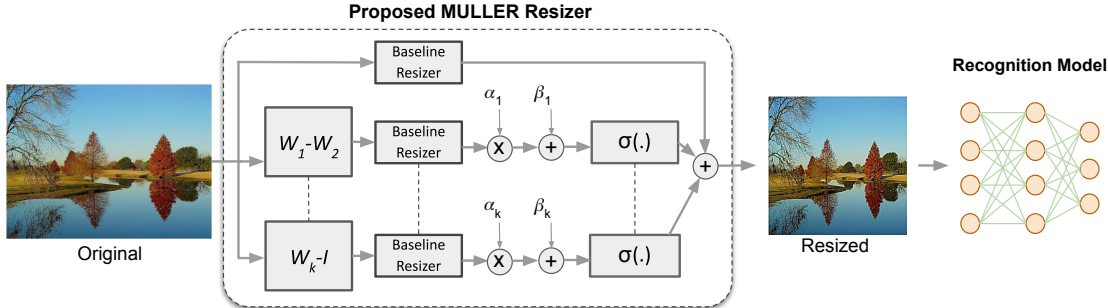 Proposed MULLER Resizer
Baseline
Resizer
Recognition Model
α1
β1
W1-W2
Baseline
Resizer
x
+
σ(.)
+
αk
βk
Wk-I
Baseline
Resizer
x
+
σ(.)
Original
Resized